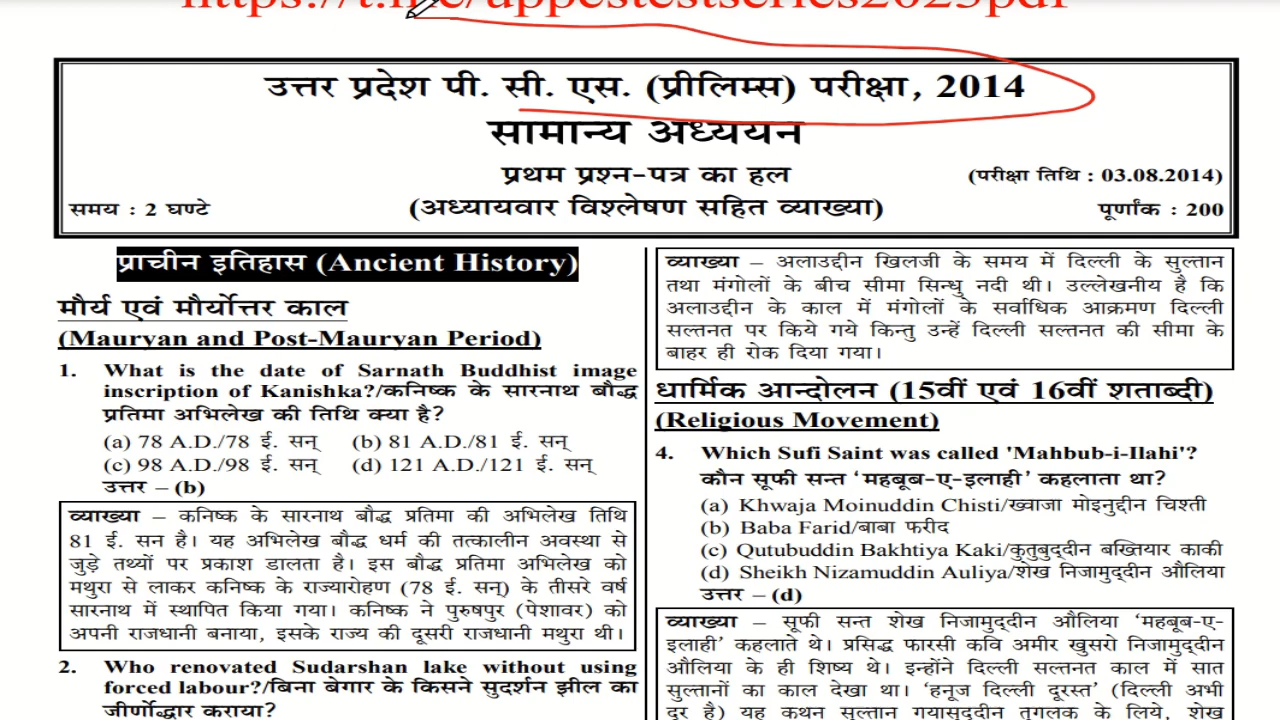 उत्तर प्रदेश पी. सी. एस. (प्रीलिम्स) परीक्षा, 2014
सामान्य अध्ययन
प्रथम प्रश्न-पत्र का हल
(परीक्षा तिथि : 03.08.2014)
समय : 2 घण्टे
(अध्यायवार विश्लेषण सहित व्याख्या)
पूर्णांक : 200
प्राचीन इतिहास (Ancient History)
मौर्य एवं मौर्योत्तर काल
(Mauryan and Post-Mauryan Period)
1. What is the date of Sarnath Buddhist image
inscription of Kanishka?/कनिष्क के सारनाथ बौद्ध
प्रतिमा अभिलेख की तिथि क्या है?
(a) 78 A.D./78 ई. सन् (b) 81 A.D./81 ई. सन्
(c) 98 A.D./98 ई. सन् (d) 121 A.D./121 ई. सन्
उत्तर – (b)
व्याख्या – कनिष्क के सारनाथ बौद्ध प्रतिमा की अभिलेख तिथि
81 ई. सन है। यह अभिलेख बौद्ध धर्म की तत्कालीन अवस्था से
जुड़े तथ्यों पर प्रकाश डालता है। इस बौद्ध प्रतिमा अभिलेख को
मथुरा से लाकर कनिष्क के राज्यारोहण (78 ई. सन्) के तीसरे वर्ष
सारनाथ में स्थापित किया गया। कनिष्क ने पुरुषपुर (पेशावर) को
अपनी राजधानी बनाया, इसके राज्य की दूसरी राजधानी मथुरा थी।
2. Who renovated Sudarshan lake without using
forced labour?/बिना बेगार के किसने सुदर्शन झील का
जीर्णोद्धार कराया?
व्याख्या – अलाउद्दीन खिलजी के समय में दिल्ली के सुल्तान
तथा मंगोलों के बीच सीमा सिन्धु नदी थी। उल्लेखनीय है कि
अलाउद्दीन के काल में मंगोलों के सर्वाधिक आक्रमण दिल्ली
सल्तनत पर किये गये किन्तु उन्हें दिल्ली सल्तनत की सीमा के
बाहर ही रोक दिया गया।
धार्मिक आन्दोलन (15वीं एवं 16वीं शताब्दी)
(Religious Movement)
4. Which Sufi Saint was called 'Mahbub-i-Ilahi'?
कौन सूफी सन्त ‘महबूब-ए-इलाही’ कहलाता था?
(a) Khwaja Moinuddin Chisti/ख्वाजा मोइनुद्दीन चिश्ती
(b) Baba Farid/बाबा फरीद
(c) Qutubuddin Bakhtiya Kaki/कुतुबुद्दीन बख्तियार काकी
(d) Sheikh Nizamuddin Auliya/शेख निजामुद्दीन औलिया
उत्तर – (d)
व्याख्या – सूफी सन्त शेख निजामुद्दीन औलिया ‘महबूब-ए-
इलाही’ कहलाते थे। प्रसिद्ध फारसी कवि अमीर खुसरो निजामुद्दीन
औलिया के ही शिष्य थे। इन्होंने दिल्ली सल्तनत काल में सात
सुल्तानों का काल देखा था। ‘हनूज दिल्ली दूरस्त’ (दिल्ली अभी
दूर है) यह कथन सुल्तान गयासुद्दीन तुगलक के लिये, शेख